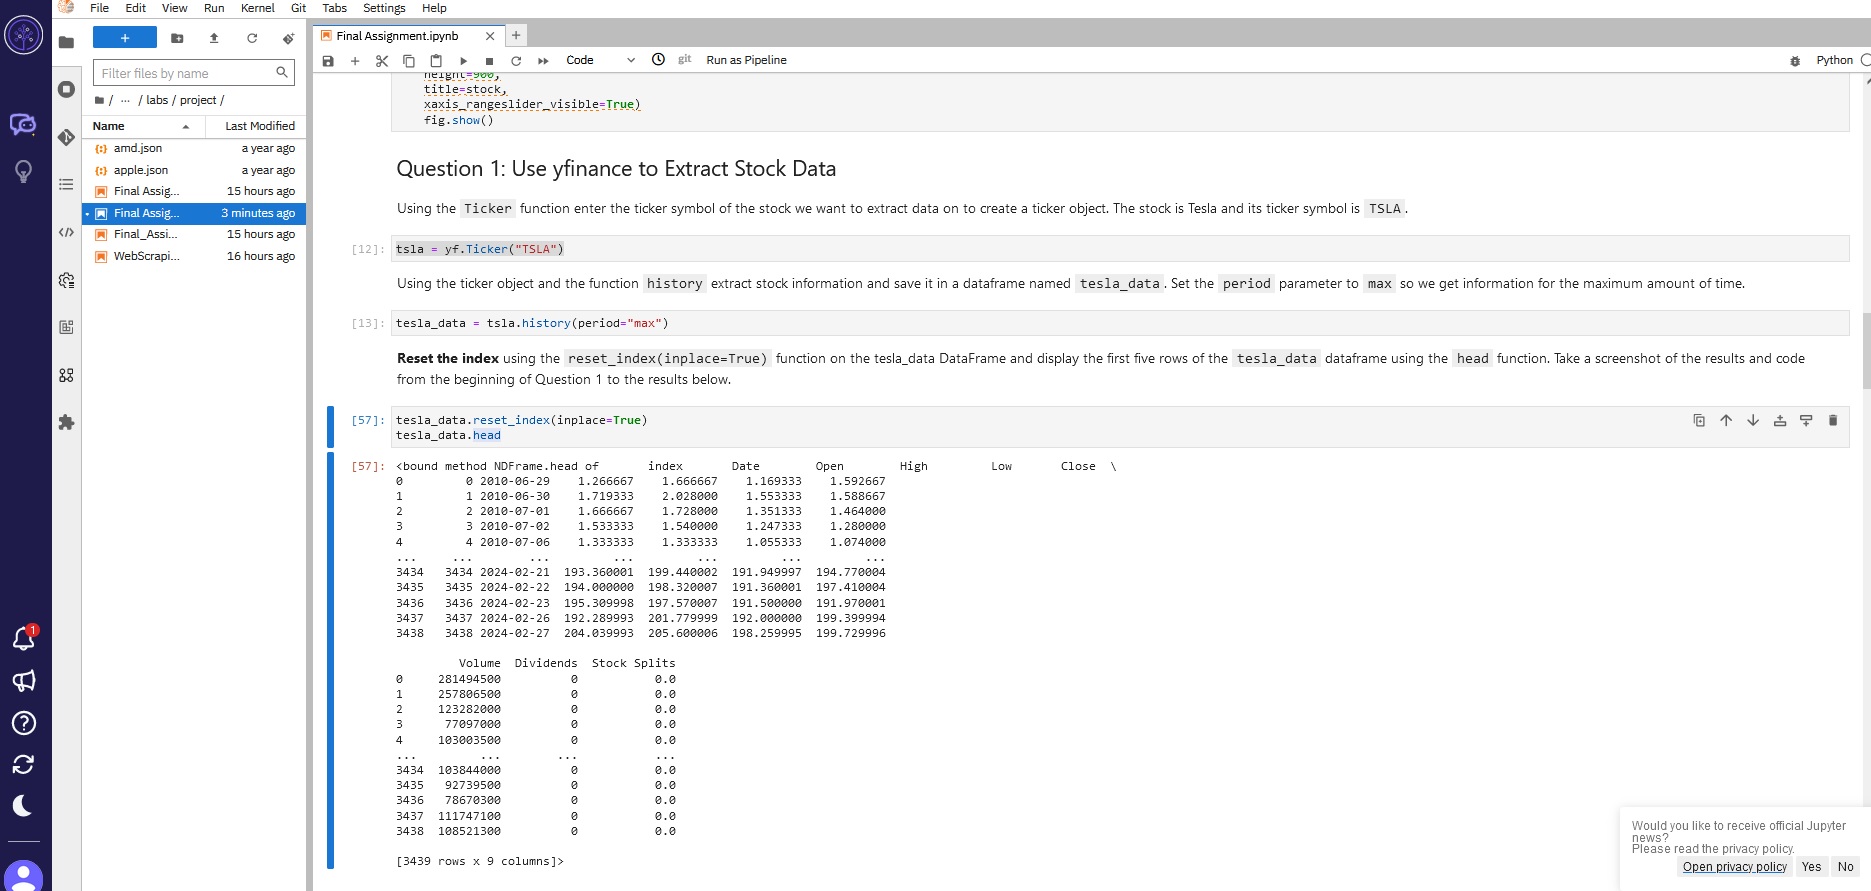 File Edit View Run Kernel Git Tabs Settings Help
+
Filter files by name
/ ... / labs / project /
Name Last Modified
amd.json a year ago
apple.json a year ago
Final Assig... 15 hours ago
Final Assig... 3 minutes ago
Final_Assi... 15 hours ago
WebScrapi... 16 hours ago
1
Final Assignment.ipynb
Code git Run as Pipeline Python
height=900,
title=stock,
xaxis_rangeslider_visible=True)
fig.show()
Question 1: Use yfinance to Extract Stock Data
Using the Ticker function enter the ticker symbol of the stock we want to extract data on to create a ticker object. The stock is Tesla and its ticker symbol is TSLA.
[12]: tsla = yf.Ticker("TSLA")
Using the ticker object and the function history extract stock information and save it in a dataframe named tesla_data. Set the period parameter to max so we get information for the maximum amount of time.
[13]: tesla_data = tsla.history(period="max")
Reset the index using the reset_index(inplace=True) function on the tesla_data DataFrame and display the first five rows of the tesla_data dataframe using the head function. Take a screenshot of the results and code
from the beginning of Question 1 to the results below.
[57]: tesla_data.reset_index(inplace=True)
tesla_data.head
[57]: <bound method NDFrame.head of index Date Open High Low Close \
0 0 2010-06-29 1.266667 1.666667 1.169333 1.592667
1 1 2010-06-30 1.719333 2.028000 1.553333 1.588667
2 2 2010-07-01 1.666667 1.728000 1.351333 1.464000
3 3 2010-07-02 1.533333 1.540000 1.247333 1.280000
4 4 2010-07-06 1.333333 1.333333 1.055333 1.074000
... ... ... ... ... ... ...
3434 3434 2024-02-21 193.360001 199.440002 191.949997 194.770004
3435 3435 2024-02-22 194.000000 198.320007 191.360001 197.410004
3436 3436 2024-02-23 195.309998 197.570007 191.500000 191.970001
3437 3437 2024-02-26 192.289993 201.779999 192.000000 199.399994
3438 3438 2024-02-27 204.039993 205.600006 198.259995 199.729996
Volume Dividends Stock Splits
0 281494500 0 0.0
1 257806500 0 0.0
2 123282000 0 0.0
3 77097000 0 0.0
4 103003500 0 0.0
... ... ... ...
3434 103844000 0 0.0
3435 92739500 0 0.0
3436 78670300 0 0.0
3437 111747100 0 0.0
3438 108521300 0 0.0
[3439 rows x 9 columns]>
Would you like to receive official Jupyter
news?
Please read the privacy policy.
Open privacy policy Yes No